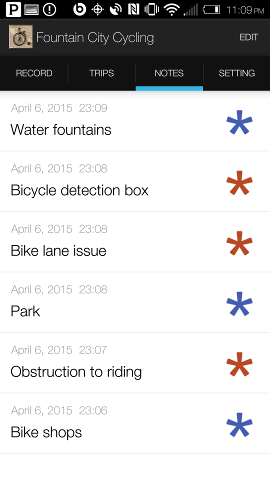 11:09 PM
Fountain City Cycling
EDIT
RECORD
TRIPS
NOTES
SETTING
April 6, 2015 23:09
Water fountains
April 6, 2015 23:08
Bicycle detection box
April 6, 2015 23:08
Bike lane issue
April 6, 2015 23:08
Park
April 6, 2015 23:07
Obstruction to riding
April 6, 2015 23:06
Bike shops